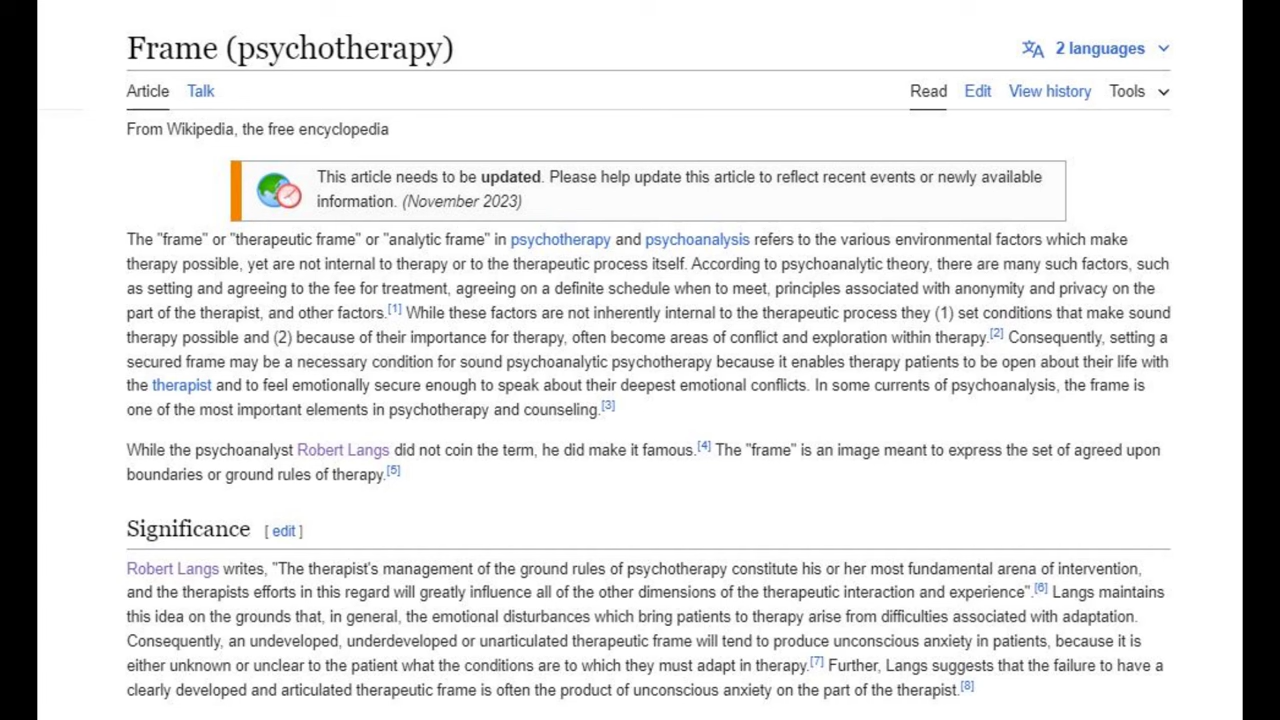 Frame (psychotherapy)
2 languages
Article Talk
Read Edit View history Tools
From Wikipedia, the free encyclopedia
This article needs to be updated. Please help update this article to reflect recent events or newly available
information. (November 2023)
The "frame" or "therapeutic frame" or "analytic frame" in psychotherapy and psychoanalysis refers to the various environmental factors which make
therapy possible, yet are not internal to therapy or to the therapeutic process itself. According to psychoanalytic theory, there are many such factors, such
as setting and agreeing to the fee for treatment, agreeing on a definite schedule when to meet, principles associated with anonymity and privacy on the
part of the therapist, and other factors.[1] While these factors are not inherently internal to the therapeutic process they (1) set conditions that make sound
therapy possible and (2) because of their importance for therapy, often become areas of conflict and exploration within therapy.[2] Consequently, setting a
secured frame may be a necessary condition for sound psychoanalytic psychotherapy because it enables therapy patients to be open about their life with
the therapist and to feel emotionally secure enough to speak about their deepest emotional conflicts. In some currents of psychoanalysis, the frame is
one of the most important elements in psychotherapy and counseling.[3]
While the psychoanalyst Robert Langs did not coin the term, he did make it famous.[4] The "frame" is an image meant to express the set of agreed upon
boundaries or ground rules of therapy.[5]
Significance [ edit ]
Robert Langs writes, "The therapist's management of the ground rules of psychotherapy constitute his or her most fundamental arena of intervention,
and the therapists efforts in this regard will greatly influence all of the other dimensions of the therapeutic interaction and experience".[6] Langs maintains
this idea on the grounds that, in general, the emotional disturbances which bring patients to therapy arise from difficulties associated with adaptation.
Consequently, an undeveloped, underdeveloped or unarticulated therapeutic frame will tend to produce unconscious anxiety in patients, because it is
either unknown or unclear to the patient what the conditions are to which they must adapt in therapy.[7] Further, Langs suggests that the failure to have a
clearly developed and articulated therapeutic frame is often the product of unconscious anxiety on the part of the therapist.[8]